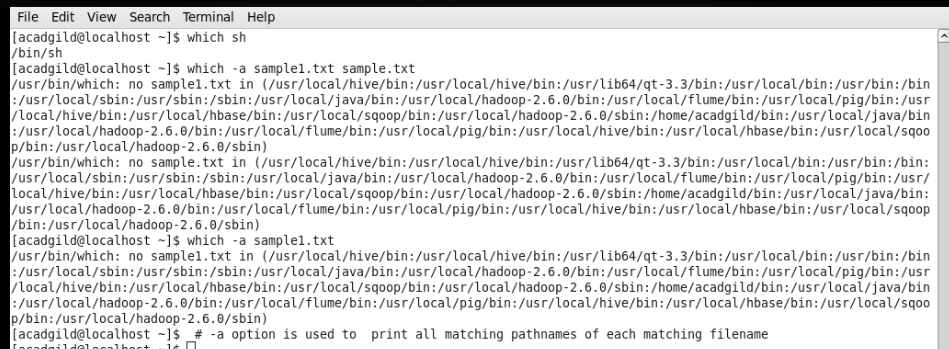 File Edit View Search Terminal Help
[acadgild@localhost ~]$ which sh
/bin/sh
[acadgild@localhost ~]$ which -a sample1.txt sample.txt
/usr/bin/which: no sample1.txt in (/usr/local/hive/bin:/usr/local/hive/bin:/usr/lib64/qt-3.3/bin:/usr/local/bin:/usr/bin:/bin
:/usr/local/sbin:/usr/sbin:/sbin:/usr/local/java/bin:/usr/local/hadoop-2.6.0/bin:/usr/local/flume/bin:/usr/local/pig/bin:/usr
/local/hive/bin:/usr/local/hbase/bin:/usr/local/sqoop/bin:/usr/local/hadoop-2.6.0/sbin:/home/acadgild/bin:/usr/local/java/bin
:/usr/local/hadoop-2.6.0/bin:/usr/local/flume/bin:/usr/local/pig/bin:/usr/local/hive/bin:/usr/local/hbase/bin:/usr/local/sqoo
p/bin:/usr/local/hadoop-2.6.0/sbin)
/usr/bin/which: no sample.txt in (/usr/local/hive/bin:/usr/local/hive/bin:/usr/lib64/qt-3.3/bin:/usr/local/bin:/usr/bin:/bin:
/usr/local/sbin:/usr/sbin:/sbin:/usr/local/java/bin:/usr/local/hadoop-2.6.0/bin:/usr/local/flume/bin:/usr/local/pig/bin:/usr/
local/hive/bin:/usr/local/hbase/bin:/usr/local/sqoop/bin:/usr/local/hadoop-2.6.0/sbin:/home/acadgild/bin:/usr/local/java/bin:
/usr/local/hadoop-2.6.0/bin:/usr/local/flume/bin:/usr/local/pig/bin:/usr/local/hive/bin:/usr/local/hbase/bin:/usr/local/sqoop
/bin:/usr/local/hadoop-2.6.0/sbin)
[acadgild@localhost ~]$ which -a sample1.txt
/usr/bin/which: no sample1.txt in (/usr/local/hive/bin:/usr/local/hive/bin:/usr/lib64/qt-3.3/bin:/usr/local/bin:/usr/bin:/bin
:/usr/local/sbin:/usr/sbin:/sbin:/usr/local/java/bin:/usr/local/hadoop-2.6.0/bin:/usr/local/flume/bin:/usr/local/pig/bin:/usr
/local/hive/bin:/usr/local/hbase/bin:/usr/local/sqoop/bin:/usr/local/hadoop-2.6.0/sbin:/home/acadgild/bin:/usr/local/java/bin
:/usr/local/hadoop-2.6.0/bin:/usr/local/flume/bin:/usr/local/pig/bin:/usr/local/hive/bin:/usr/local/hbase/bin:/usr/local/sqoo
p/bin:/usr/local/hadoop-2.6.0/sbin)
[acadgild@localhost ~]$  # -a option is used to  print all matching pathnames of each matching filename
[acadgild@localhost ~]$